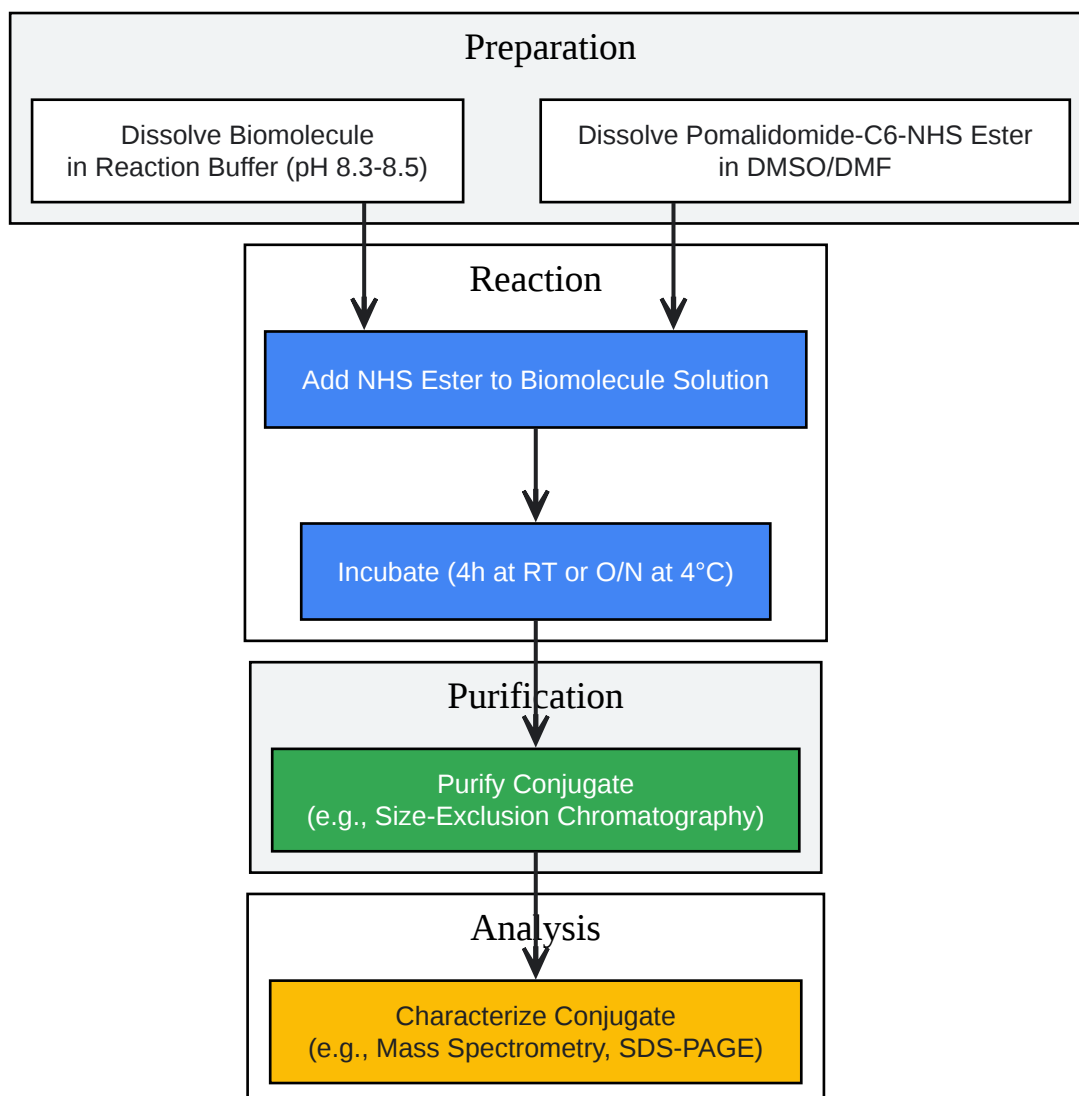 Preparation
Dissolve Biomolecule
in Reaction Buffer (pH 8.3-8.5)
Dissolve Pomalidomide-C6-NHS Ester
in DMSO/DMF
Reaction
Add NHS Ester to Biomolecule Solution
Incubate (4h at RT or O/N at 4°C)
Purification
Purify Conjugate
(e.g., Size-Exclusion Chromatography)
Analysis
Characterize Conjugate
(e.g., Mass Spectrometry, SDS-PAGE)